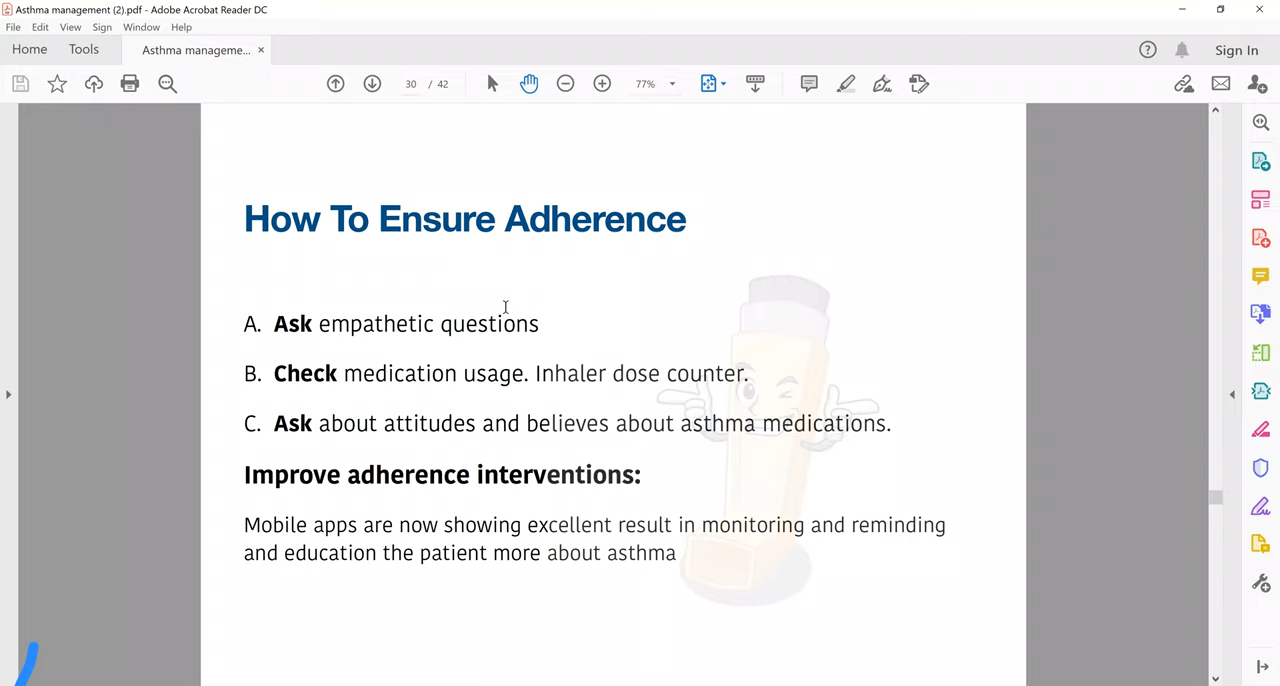 Asthma management (2).pdf - Adobe Acrobat Reader DC
File Edit View Sign Window Help
Home Tools Asthma manageme... × Sign In
30 / 42 77%
How To Ensure Adherence
A. Ask empathetic questions
B. Check medication usage. Inhaler dose counter.
C. Ask about attitudes and believes about asthma medications.
Improve adherence interventions:
Mobile apps are now showing excellent result in monitoring and reminding
and education the patient more about asthma